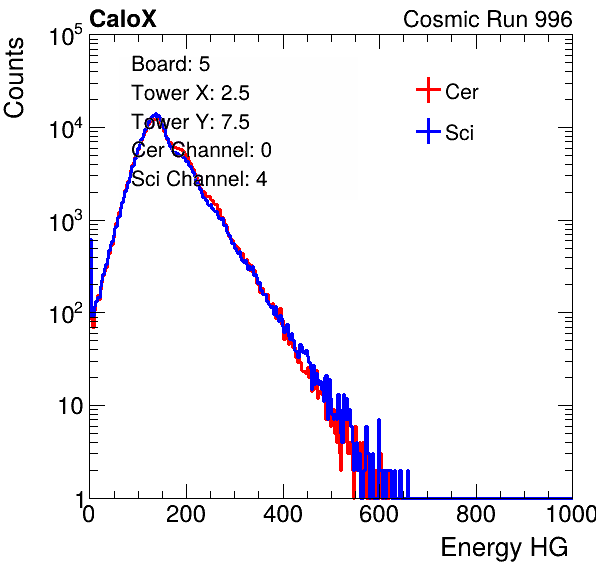 CaloX Cosmic Run 996
Counts
10^5
10^4
10^3
10^2
10
1
Board: 5
Tower X: 2.5
Tower Y: 7.5
Cer Channel: 0
Sci Channel: 4
Cer
Sci
0 200 400 600 800 1000
Energy HG